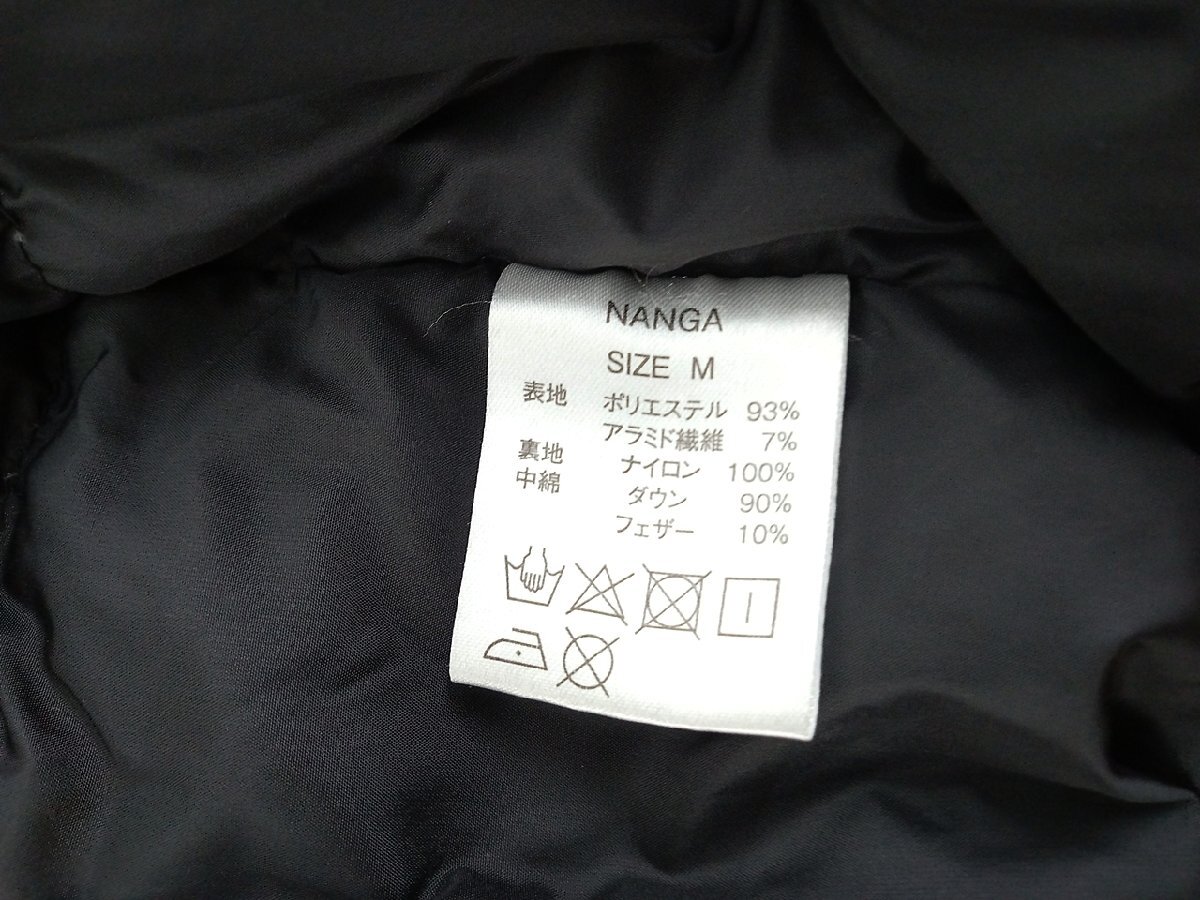 NANGA
SIZE M
表地 ポリエステル 93%
アラミド繊維 7%
裏地 ナイロン 100%
中綿 ダウン 90%
フェザー 10%